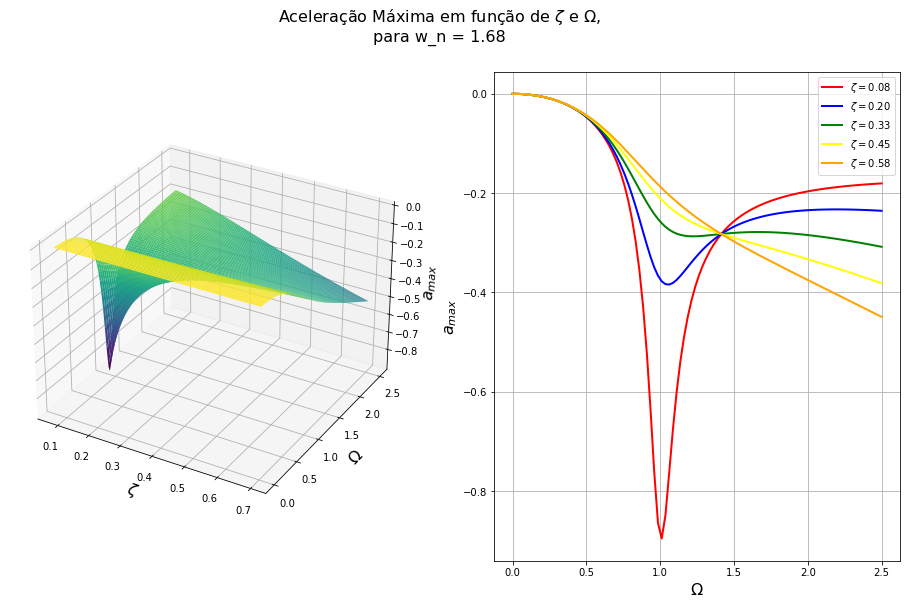 Aceleração Máxima em função de ζ e Ω,
para w_n = 1.68
0.0
−0.1
−0.2
−0.3
−0.4
−0.5
−0.6
−0.7
−0.8
a_{max}
0.1
0.2
0.3
0.4
0.5
0.6
0.7
ζ
0.0
0.5
1.0
1.5
2.0
2.5
Ω
0.0
−0.2
−0.4
−0.6
−0.8
a_{max}
ζ = 0.08
ζ = 0.20
ζ = 0.33
ζ = 0.45
ζ = 0.58
0.0
0.5
1.0
1.5
2.0
2.5
Ω